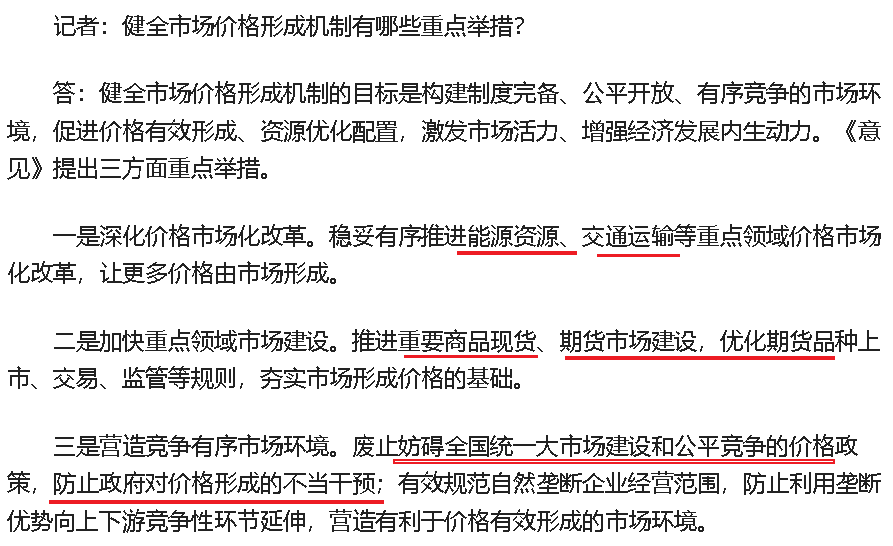 记者：健全市场价格形成机制有哪些重点举措？
答：健全市场价格形成机制的目标是构建制度完备、公平开放、有序竞争的市场环
境，促进价格有效形成、资源优化配置，激发市场活力、增强经济发展内生动力。《意
见》提出三方面重点举措。
一是深化价格市场化改革。稳妥有序推进能源资源、交通运输等重点领域价格市场
化改革，让更多价格由市场形成。
二是加快重点领域市场建设。推进重要商品现货、期货市场建设，优化期货品种上
市、交易、监管等规则，夯实市场形成价格的基础。
三是营造竞争有序市场环境。废止妨碍全国统一大市场建设和公平竞争的价格政
策，防止政府对价格形成的不当干预；有效规范自然垄断企业经营范围，防止利用垄断
优势向上下游竞争性环节延伸，营造有利于价格有效形成的市场环境。